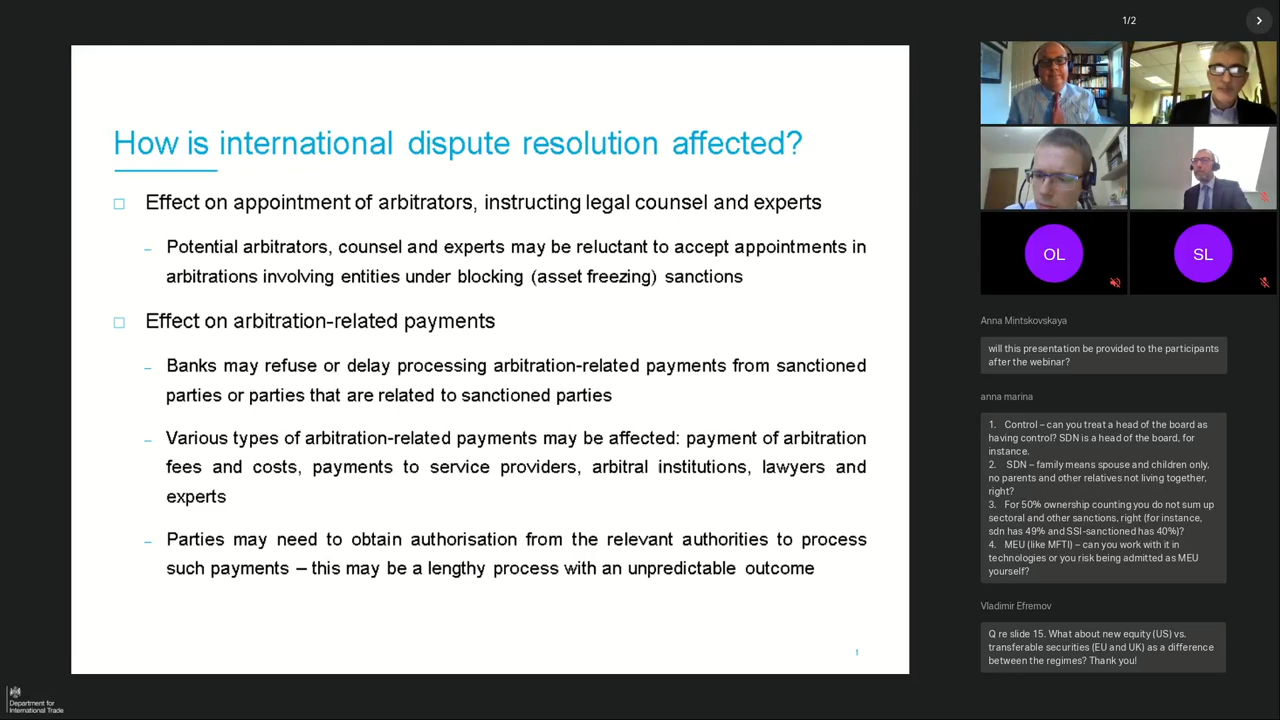 How is international dispute resolution affected?
Effect on appointment of arbitrators, instructing legal counsel and experts
– Potential arbitrators, counsel and experts may be reluctant to accept appointments in
arbitrations involving entities under blocking (asset freezing) sanctions
Effect on arbitration-related payments
– Banks may refuse or delay processing arbitration-related payments from sanctioned
parties or parties that are related to sanctioned parties
– Various types of arbitration-related payments may be affected: payment of arbitration
fees and costs, payments to service providers, arbitral institutions, lawyers and
experts
– Parties may need to obtain authorisation from the relevant authorities to process
such payments – this may be a lengthy process with an unpredictable outcome
1
Department for
International Trade
1/2
OL
SL
Anna Mintskovskaya
will this presentation be provided to the participants
after the webinar?
anna marina
1. Control – can you treat a head of the board as
having control? SDN is a head of the board, for
instance.
2. SDN – family means spouse and children only,
no parents and other relatives not living together,
right?
3. For 50% ownership counting you do not sum up
sectoral and other sanctions, right (for instance,
sdn has 49% and SSI-sanctioned has 40%)?
4. MEU (like MFTI) – can you work with it in
technologies or you risk being admitted as MEU
yourself?
Vladimir Efremov
Q re slide 15. What about new equity (US) vs.
transferable securities (EU and UK) as a difference
between the regimes? Thank you!